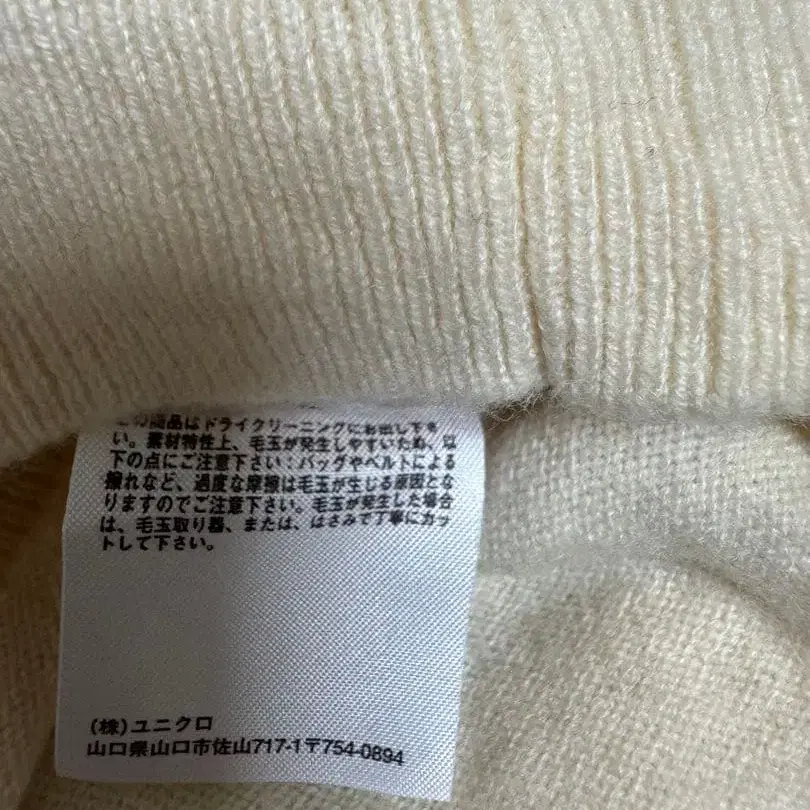 この商品はドライクリーニングにお出し下さ
い。素材特性上、毛玉が発生しやすいため、以
下の点にご注意下さい：バッグやベルトによる
擦れなど、過度な摩擦は毛玉が生じる原因とな
りますのでご注意下さい。毛玉が発生した場合
は、毛玉取り器、または、はさみで丁寧にカッ
トして下さい。
(株)ユニクロ
山口県山口市佐山717-1〒754-0894